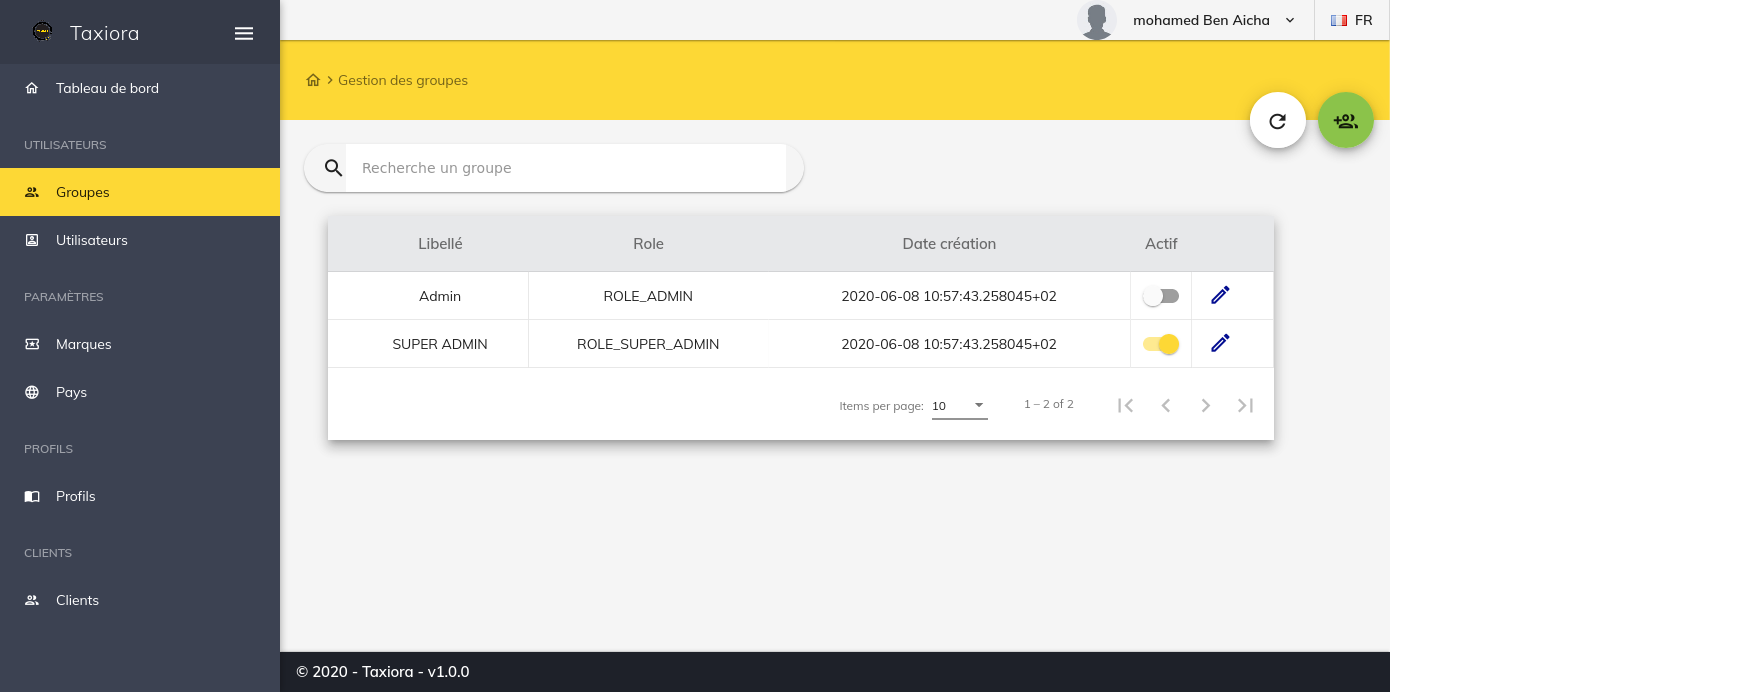 Taxiora
mohamed Ben Aicha
FR
Tableau de bord
Gestion des groupes
UTILISATEURS
Groupes
Utilisateurs
PARAMÈTRES
Marques
Pays
PROFILS
Profils
CLIENTS
Clients
Recherche un groupe
Libellé Role Date création Actif
Admin ROLE_ADMIN 2020-06-08 10:57:43.258045+02
SUPER ADMIN ROLE_SUPER_ADMIN 2020-06-08 10:57:43.258045+02
Items per page: 10 1 – 2 of 2
© 2020 - Taxiora - v1.0.0